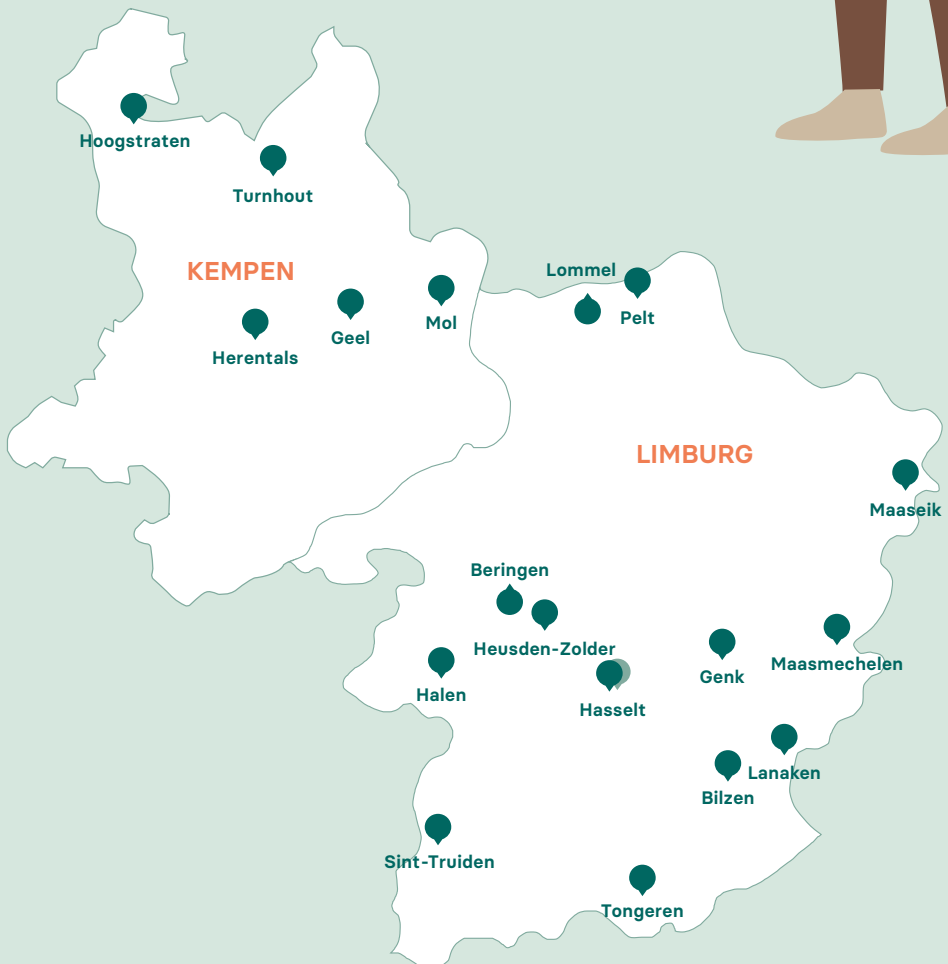 Hoogstraten
Turnhout
KEMPEN
Lommel
Pelt
Mol
Geel
Herentals
LIMBURG
Maaseik
Beringen
Heusden-Zolder
Maasmechelen
Genk
Halen
Hasselt
Lanaken
Bilzen
Sint-Truiden
Tongeren